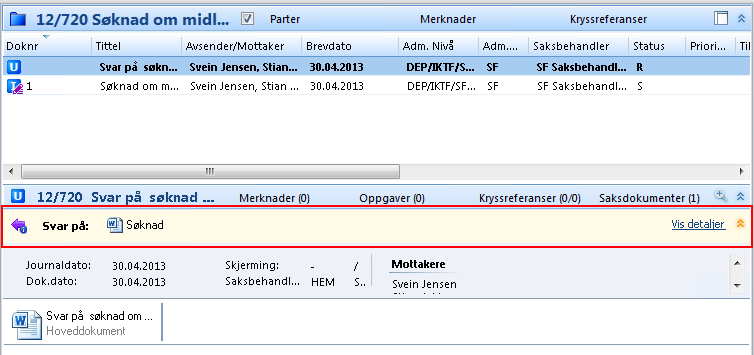 12/720 Søknad om midl... Parter Merknader Kryssreferanser
Doknr Tittel Avsender/Mottaker Brevdato Adm. Nivå Adm.... Saksbehandler Status Priori... Til
U Svar på søkn... Svein Jensen, Stian ... 30.04.2013 DEP/IKTF/S... SF SF Saksbehandl... R
1 Søknad om m... Svein Jensen, Stian ... 30.04.2013 DEP/IKTF/SF... SF SF Saksbehandl... S
U 12/720 Svar på søknad ... Merknader (0) Oppgaver (0) Kryssreferanser (0/0) Saksdokumenter (1)
Svar på: Søknad Vis detaljer
Journaldato: 30.04.2013 Skjerming: - / Mottakere
Dok.dato: 30.04.2013 Saksbehandl... HEM S.. Svein Jensen
Svar på søknad om ...
Hoveddokument